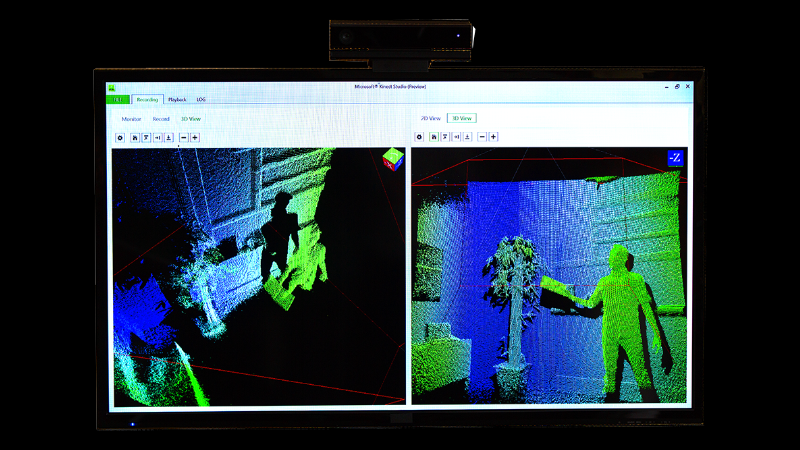 Microsoft® Kinect Studio (Preview)
Recording Playback LOG
Monitor Record 3D View
2D View 3D View
-Z